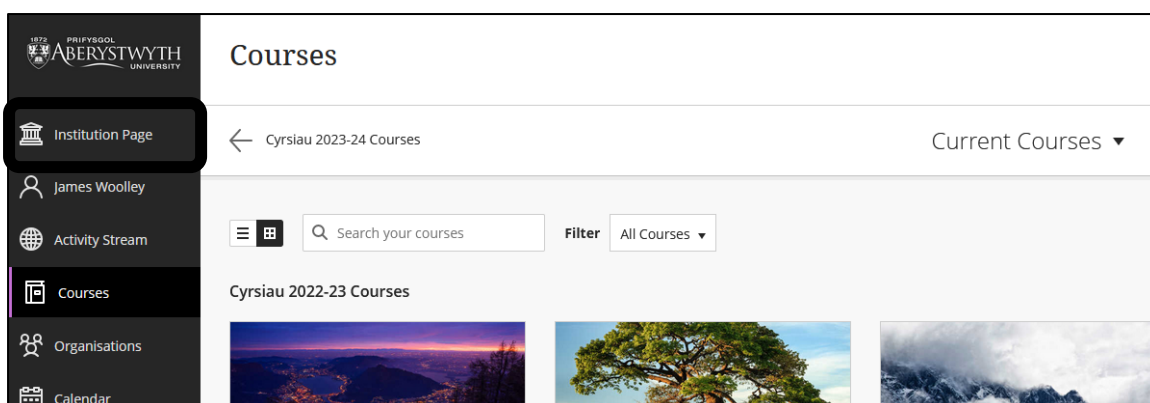 1872
PRIFYSGOL
ABERYSTWYTH
UNIVERSITY
Institution Page
James Woolley
Activity Stream
Courses
Organisations
Calendar
Courses
Cyrsiau 2023-24 Courses
Current Courses
Search your courses
Filter All Courses
Cyrsiau 2022-23 Courses